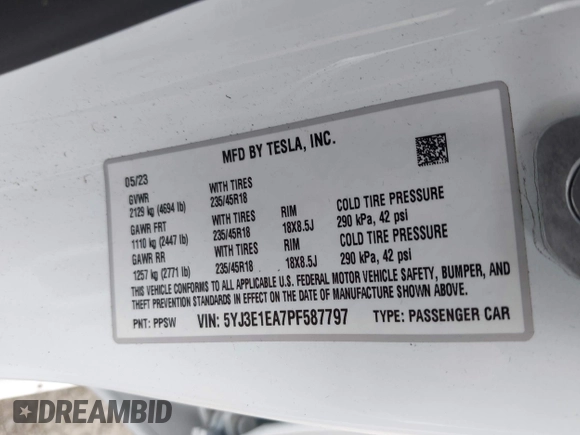 MFD BY TESLA, INC.
05/23
GVWR WITH TIRES
2129 kg (4694 lb) 235/45R18
GAWR FRT WITH TIRES RIM COLD TIRE PRESSURE
1110 kg (2447 lb) 235/45R18 18X8.5J 290 kPa, 42 psi
GAWR RR WITH TIRES RIM COLD TIRE PRESSURE
1257 kg (2771 lb) 235/45R18 18X8.5J 290 kPa, 42 psi
THIS VEHICLE CONFORMS TO ALL APPLICABLE U.S. FEDERAL MOTOR VEHICLE SAFETY, BUMPER, AND
THEFT PREVENTION STANDARDS IN EFFECT ON THE DATE OF MANUFACTURE SHOWN ABOVE.
PNT: PPSW VIN: 5YJ3E1EA7PF587797 TYPE: PASSENGER CAR
DREAMBID